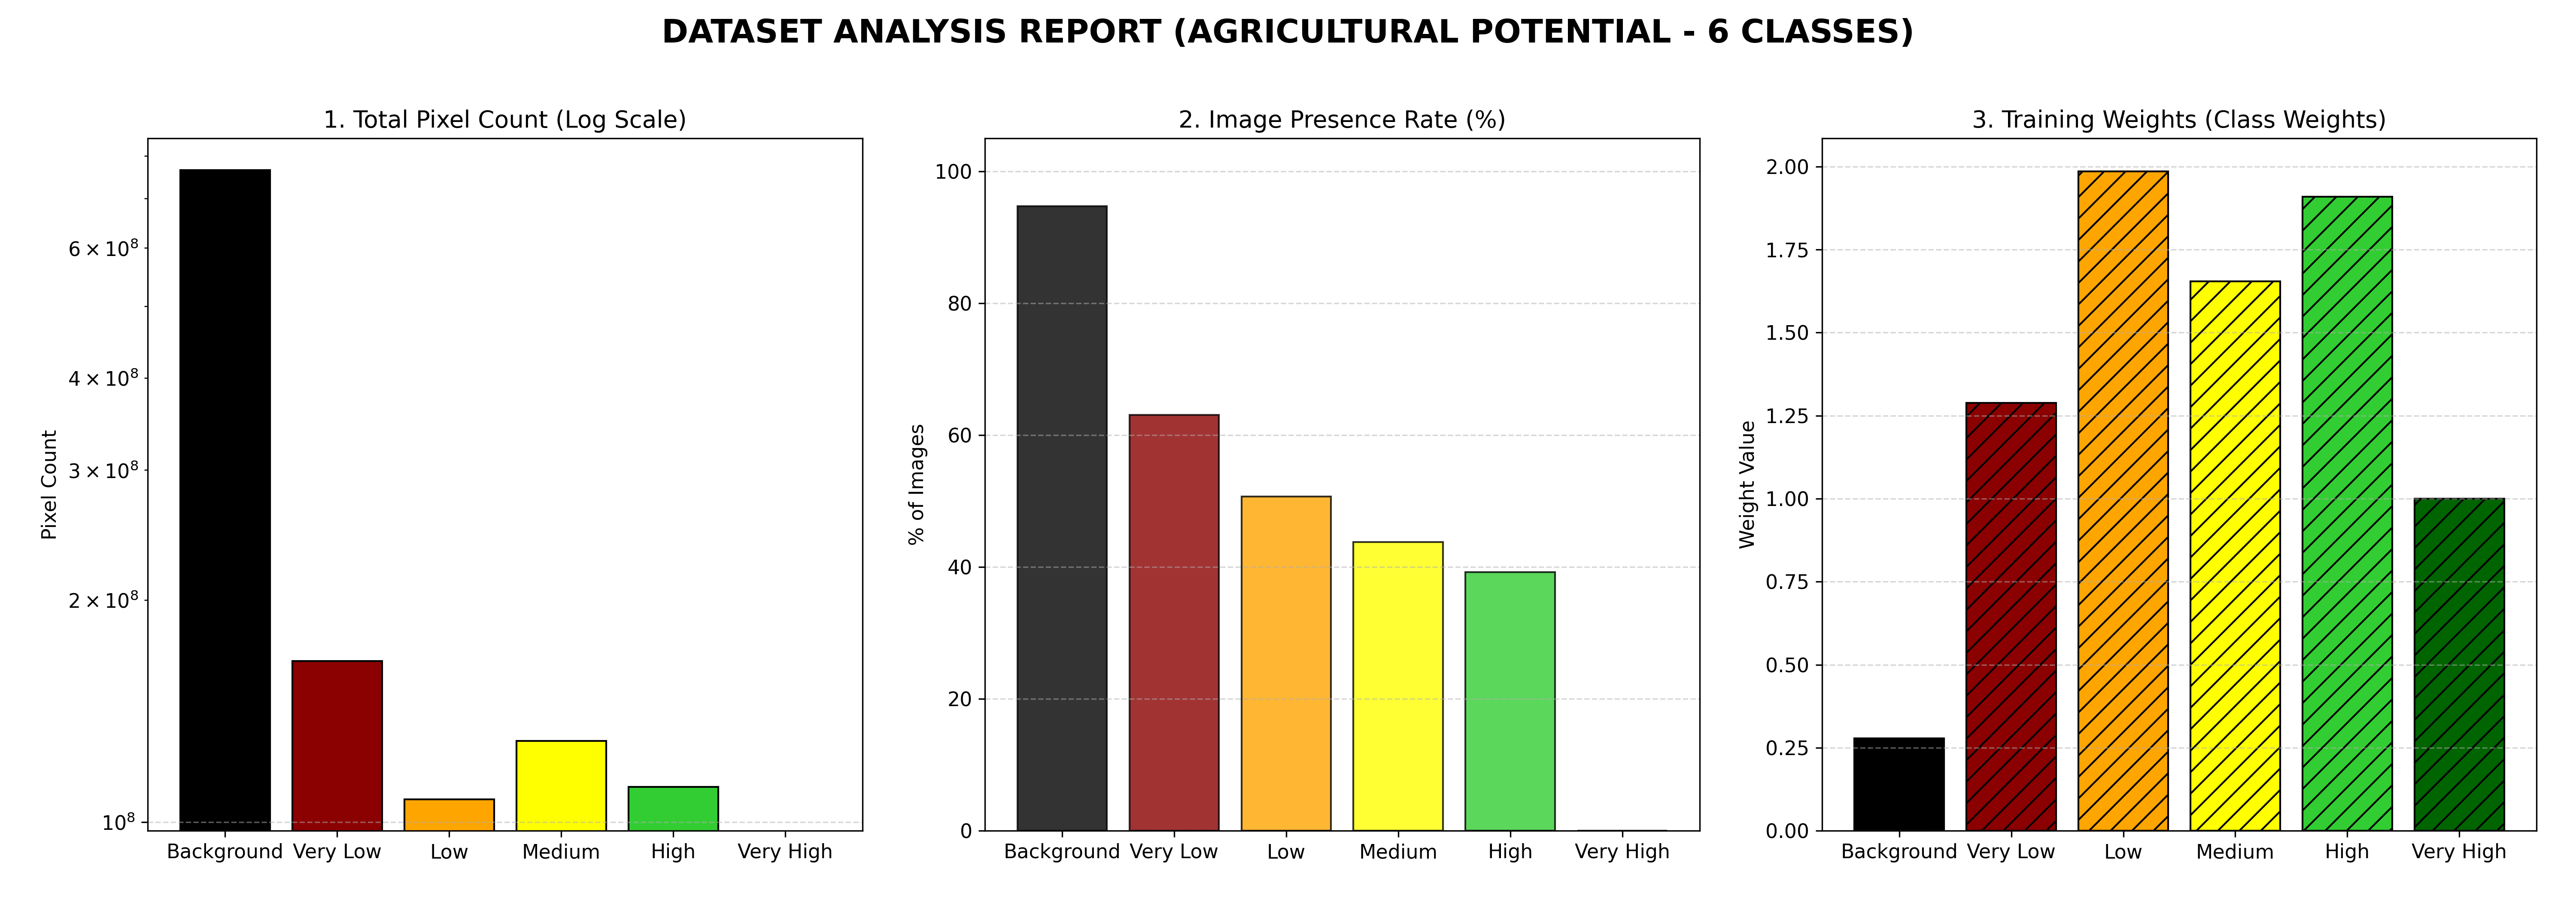 DATASET ANALYSIS REPORT (AGRICULTURAL POTENTIAL - 6 CLASSES)
1. Total Pixel Count (Log Scale)
Pixel Count
6 × 10⁸
4 × 10⁸
3 × 10⁸
2 × 10⁸
10⁸
Background Very Low Low Medium High Very High
2. Image Presence Rate (%)
% of Images
100
80
60
40
20
0
Background Very Low Low Medium High Very High
3. Training Weights (Class Weights)
Weight Value
2.00
1.75
1.50
1.25
1.00
0.75
0.50
0.25
0.00
Background Very Low Low Medium High Very High